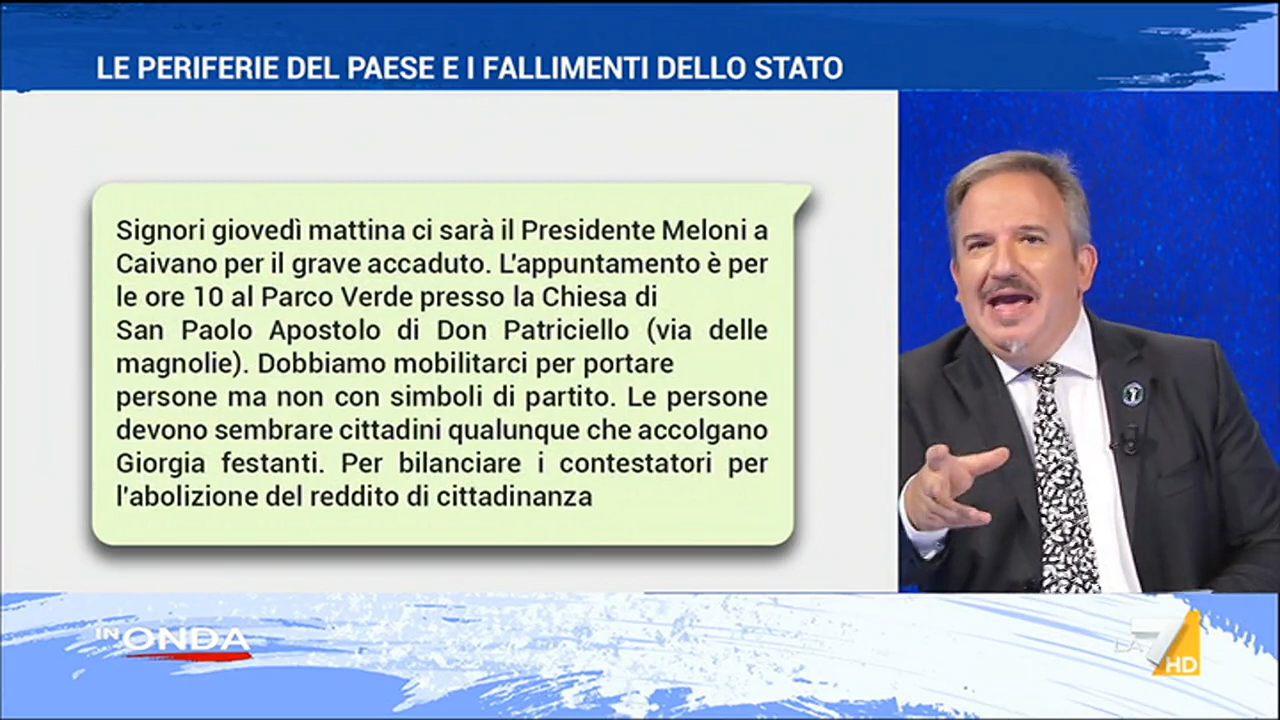 LE PERIFERIE DEL PAESE E I FALLIMENTI DELLO STATO
Signori giovedì mattina ci sarà il Presidente Meloni a
Caivano per il grave accaduto. L'appuntamento è per
le ore 10 al Parco Verde presso la Chiesa di
San Paolo Apostolo di Don Patriciello (via delle
magnolie). Dobbiamo mobilitarci per portare
persone ma non con simboli di partito. Le persone
devono sembrare cittadini qualunque che accolgano
Giorgia festanti. Per bilanciare i contestatori per
l'abolizione del reddito di cittadinanza
IN ONDA
LA 7 HD